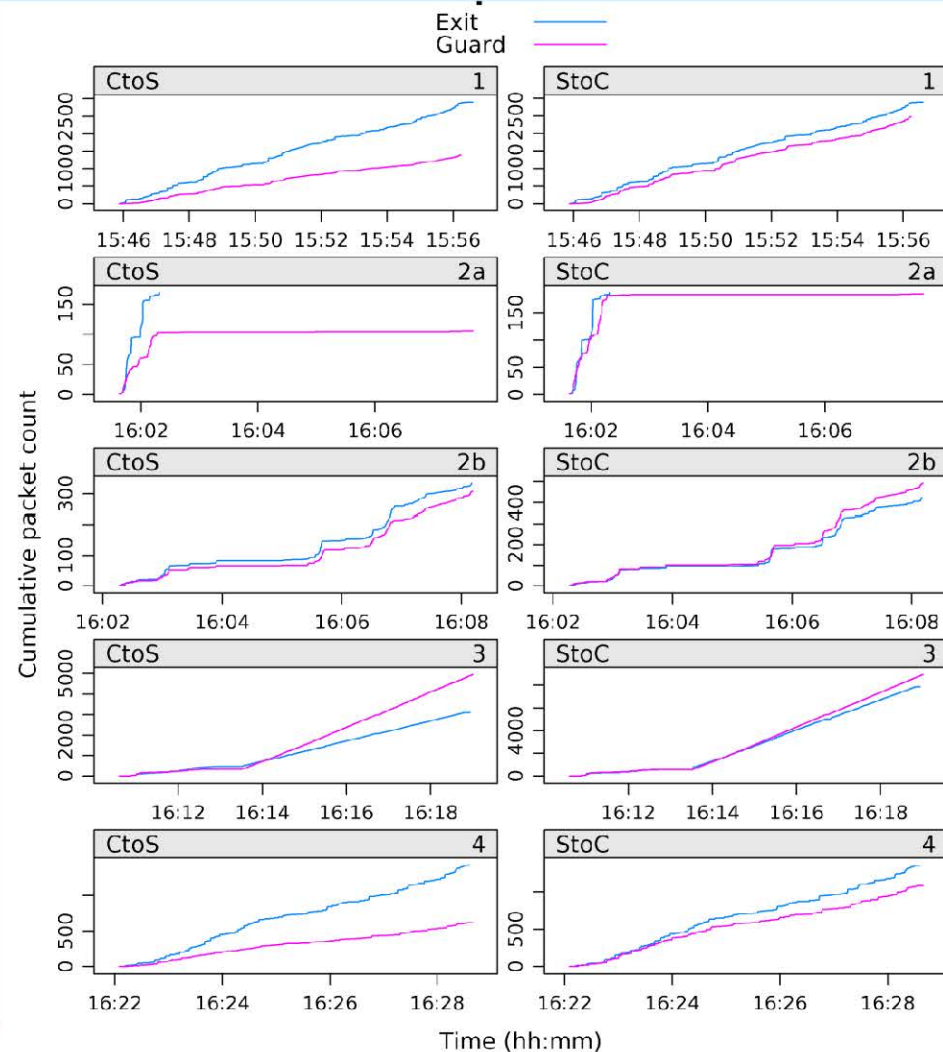 Exit
Guard
CtoS 1
StoC 1
0 1000 2500
0 1000 2500
15:46 15:48 15:50 15:52 15:54 15:56
15:46 15:48 15:50 15:52 15:54 15:56
CtoS 2a
StoC 2a
0 50 150
0 50 150
16:02 16:04 16:06
16:02 16:04 16:06
CtoS 2b
StoC 2b
0 100 300
0 200 400
16:02 16:04 16:06 16:08
16:02 16:04 16:06 16:08
CtoS 3
StoC 3
0 2000 5000
0 4000
16:12 16:14 16:16 16:18
16:12 16:14 16:16 16:18
CtoS 4
StoC 4
0 500
0 500
16:22 16:24 16:26 16:28
16:22 16:24 16:26 16:28
Cumulative packet count
Time (hh:mm)